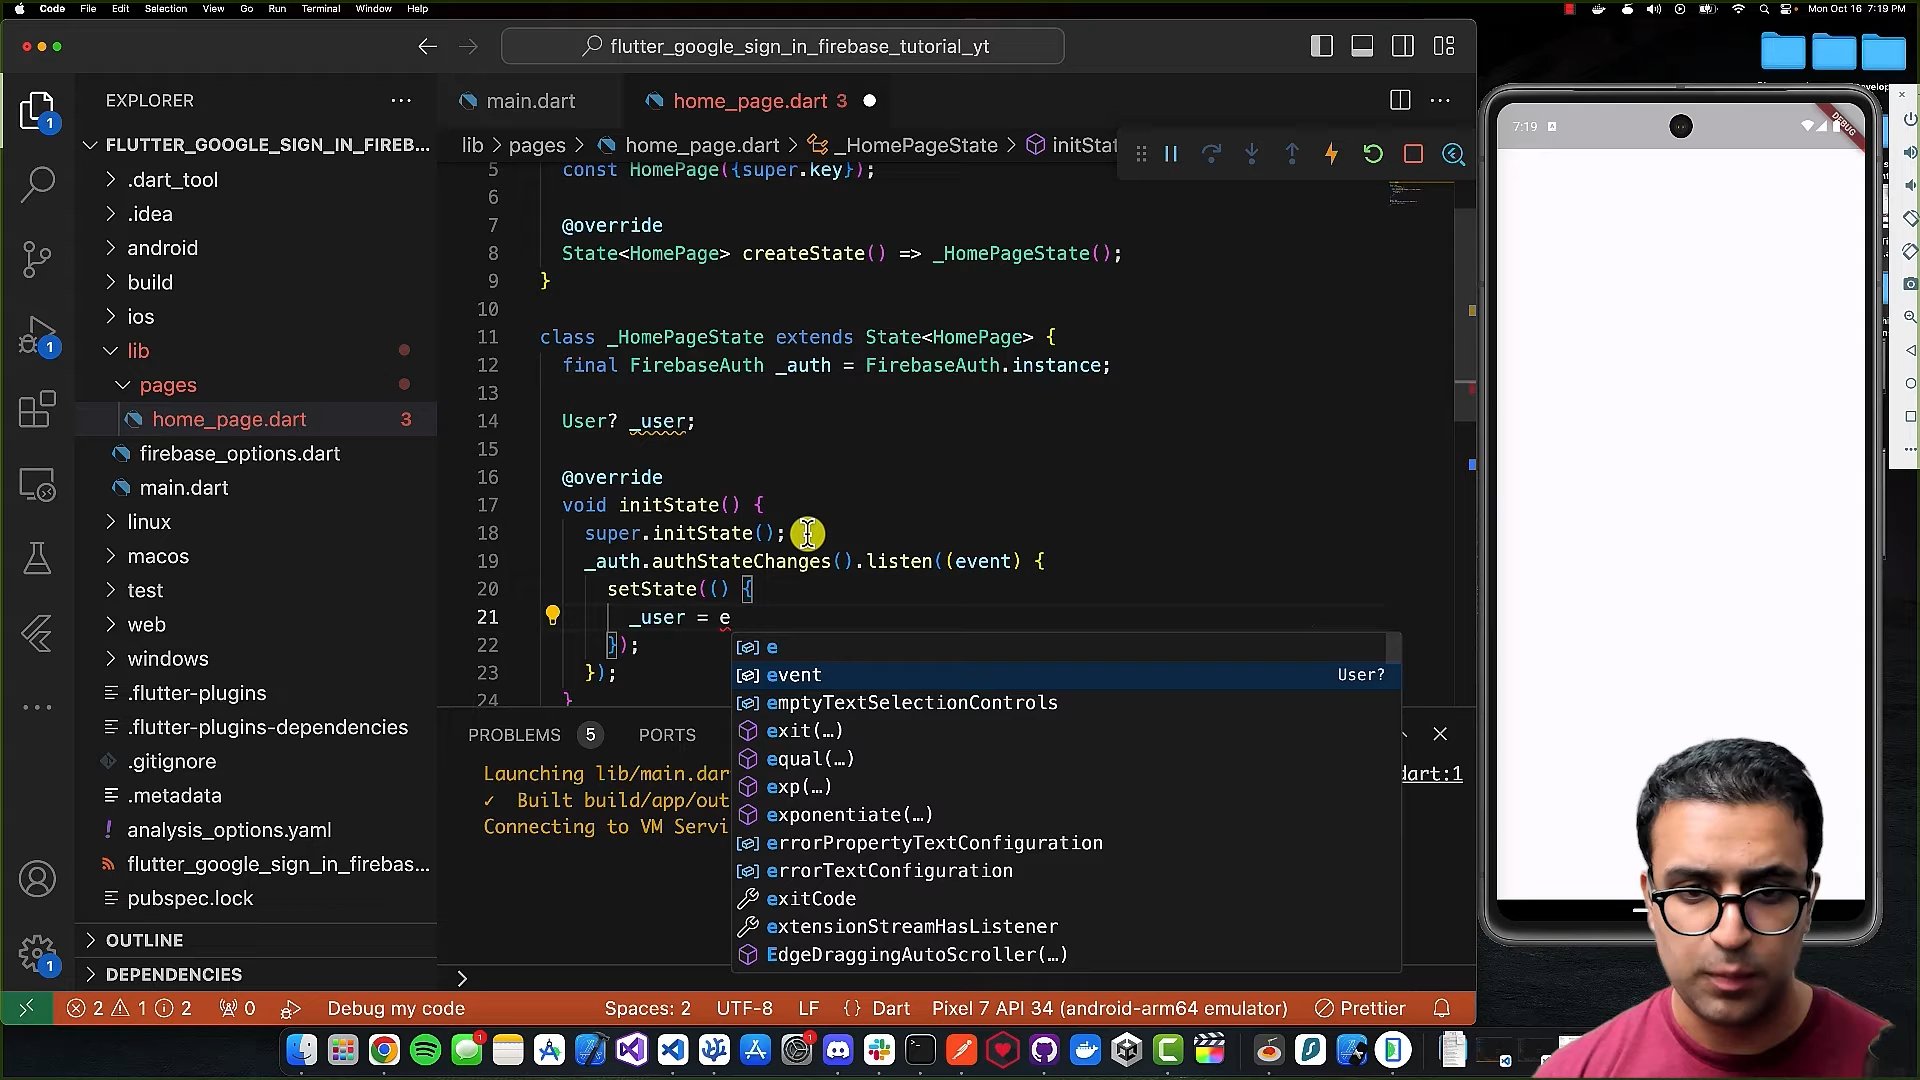 Code File Edit Selection View Go Run Terminal Window Help
Mon Oct 16 7:19 PM
flutter_google_sign_in_firebase_tutorial_yt
EXPLORER
main.dart
home_page.dart 3
1
FLUTTER_GOOGLE_SIGN_IN_FIREB...
lib > pages > home_page.dart > _HomePageState > initStat
7:19
DEBUG
.dart_tool
.idea
android
build
ios
1
lib
pages
home_page.dart 3
firebase_options.dart
main.dart
linux
macos
test
web
windows
.flutter-plugins
.flutter-plugins-dependencies
.gitignore
.metadata
analysis_options.yaml
flutter_google_sign_in_firebas...
pubspec.lock
OUTLINE
1
DEPENDENCIES
5 const HomePage({super.key});
6
7 @override
8 State<HomePage> createState() => _HomePageState();
9 }
10
11 class _HomePageState extends State<HomePage> {
12 final FirebaseAuth _auth = FirebaseAuth.instance;
13
14 User? _user;
15
16 @override
17 void initState() {
18 super.initState();
19 _auth.authStateChanges().listen((event) {
20 setState(() {
21 _user = e
22 });
23 });
24 }
e
event User?
emptyTextSelectionControls
exit(…)
equal(…)
exp(…)
exponentiate(…)
errorPropertyTextConfiguration
errorTextConfiguration
exitCode
extensionStreamHasListener
EdgeDraggingAutoScroller(…)
PROBLEMS 5 PORTS
Launching lib/main.dar
dart:1
✓ Built build/app/out
Connecting to VM Servi
2 1 2 0 Debug my code Spaces: 2 UTF-8 LF {} Dart Pixel 7 API 34 (android-arm64 emulator) Prettier